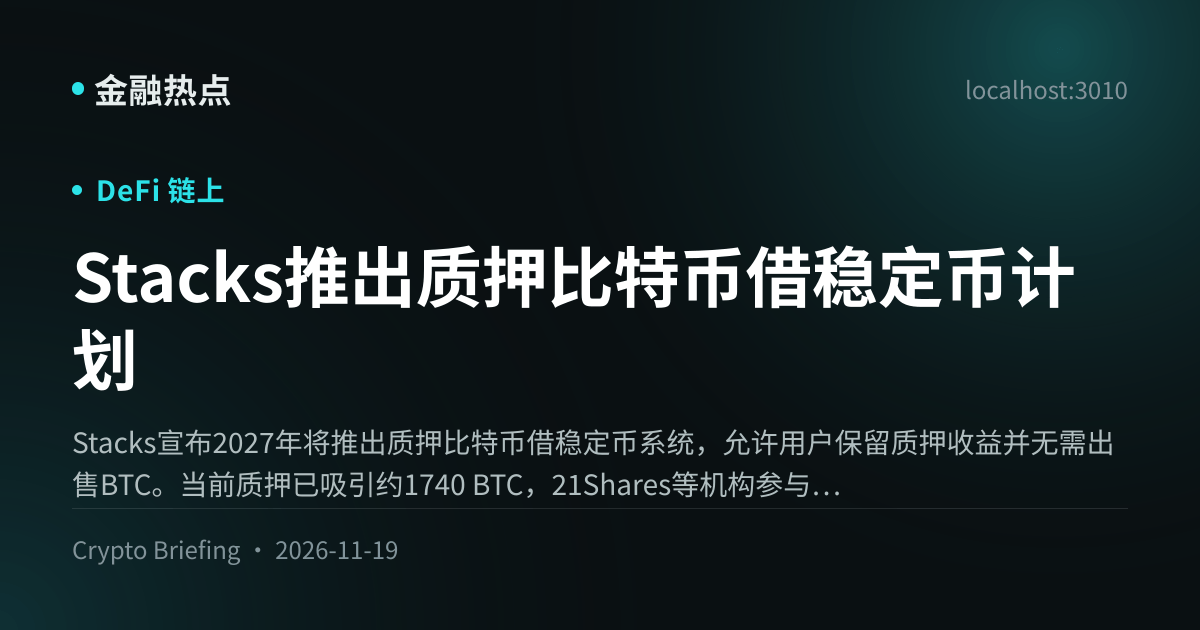 金融热点
localhost:3010
DeFi 链上
Stacks推出质押比特币借稳定币计
划
Stacks宣布2027年将推出质押比特币借稳定币系统，允许用户保留质押收益并无需出
售BTC。当前质押已吸引约1740 BTC，21Shares等机构参与…
Crypto Briefing · 2026-11-19